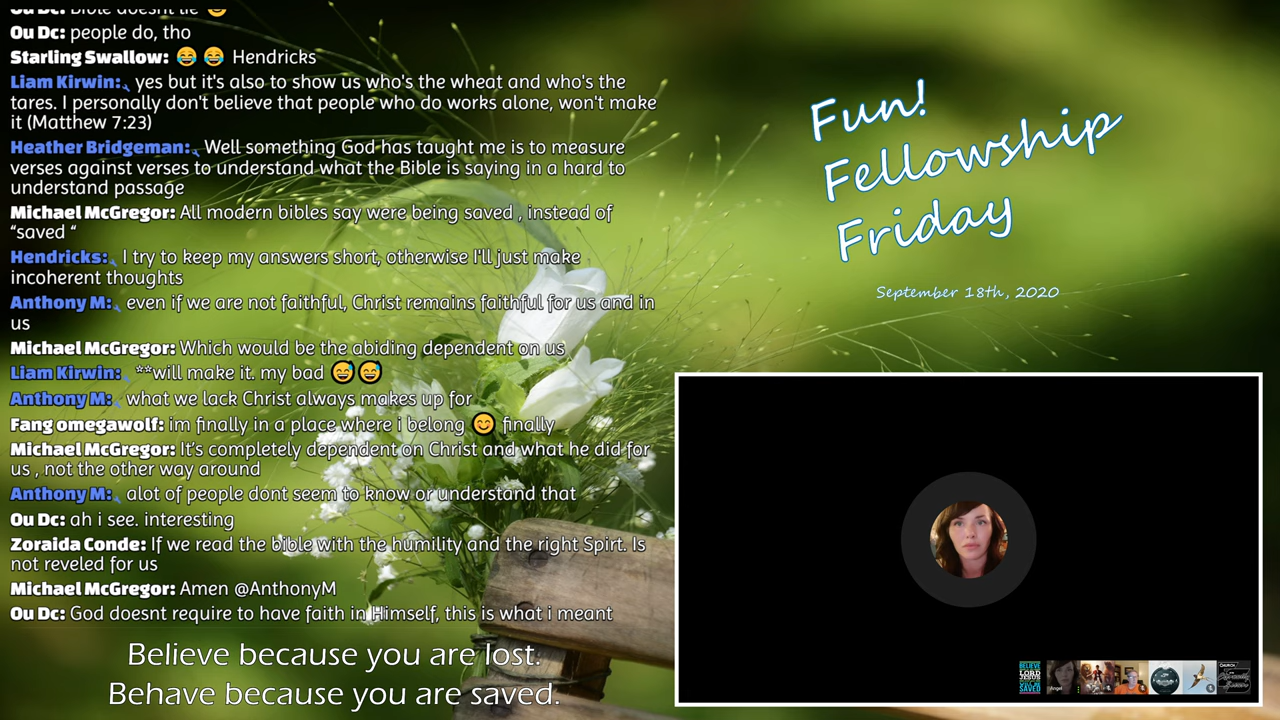 Ou Dc: Bible doesnt lie 😊
Ou Dc: people do, tho
Starling Swallow: 😂 😂 Hendricks
Liam Kirwin: yes but it's also to show us who's the wheat and who's the
tares. I personally don't believe that people who do works alone, won't make
it (Matthew 7:23)
Heather Bridgeman: Well something God has taught me is to measure
verses against verses to understand what the Bible is saying in a hard to
understand passage
Michael McGregor: All modern bibles say were being saved , instead of
“saved “
Hendricks: I try to keep my answers short, otherwise I'll just make
incoherent thoughts
Anthony M: even if we are not faithful, Christ remains faithful for us and in
us
Michael McGregor: Which would be the abiding dependent on us
Liam Kirwin: **will make it. my bad 😅😅
Anthony M: what we lack Christ always makes up for
Fang omegawolf: im finally in a place where i belong 😊 finally
Michael McGregor: It’s completely dependent on Christ and what he did for
us , not the other way around
Anthony M: alot of people dont seem to know or understand that
Ou Dc: ah i see. interesting
Zoraida Conde: If we read the bible with the humility and the right Spirt. Is
not reveled for us
Michael McGregor: Amen @AnthonyM
Ou Dc: God doesnt require to have faith in Himself, this is what i meant
Believe because you are lost.
Behave because you are saved.
Fun!
Fellowship
Friday
September 18th, 2020
BELIEVE
LORD
JESUS
SAVED
Angel
CHURCH